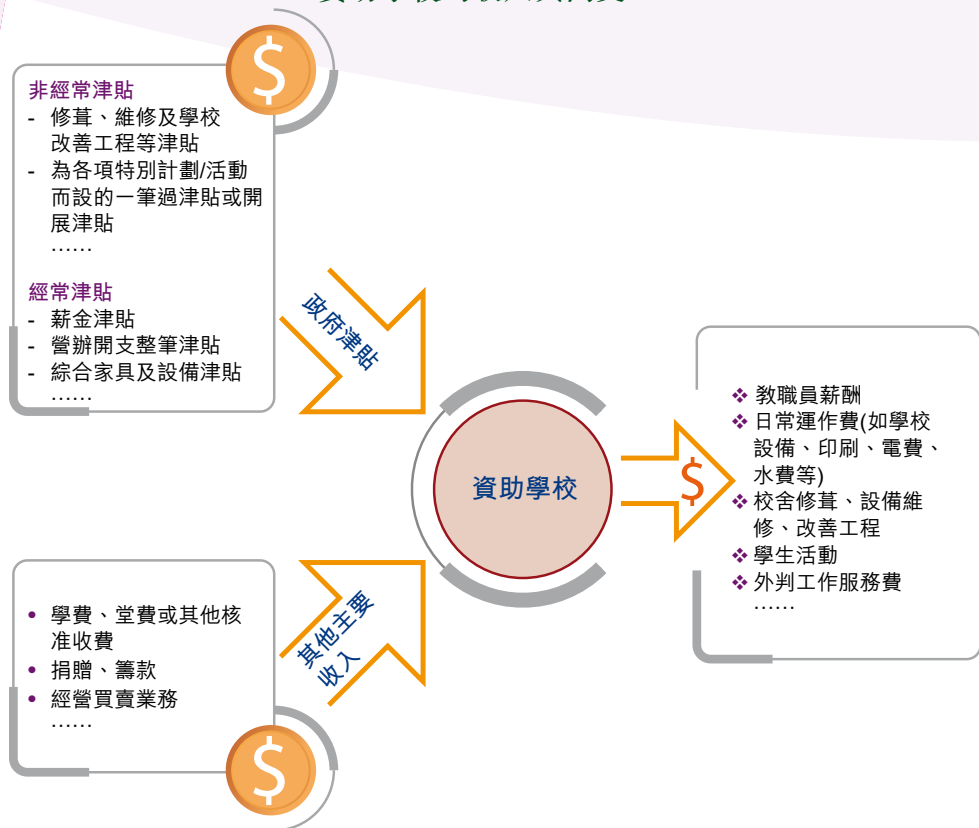 非經常津貼
- 修葺、維修及學校
改善工程等津貼
- 為各項特別計劃/活動
而設的一筆過津貼或開
展津貼
……
經常津貼
- 薪金津貼
- 營辦開支整筆津貼
- 綜合家具及設備津貼
……
政府津貼
$
• 學費、堂費或其他核
准收費
• 捐贈、籌款
• 經營買賣業務
……
其他主要
收入
$
資助學校
$
❖ 教職員薪酬
❖ 日常運作費(如學校
設備、印刷、電費、
水費等)
❖ 校舍修葺、設備維
修、改善工程
❖ 學生活動
❖ 外判工作服務費
……